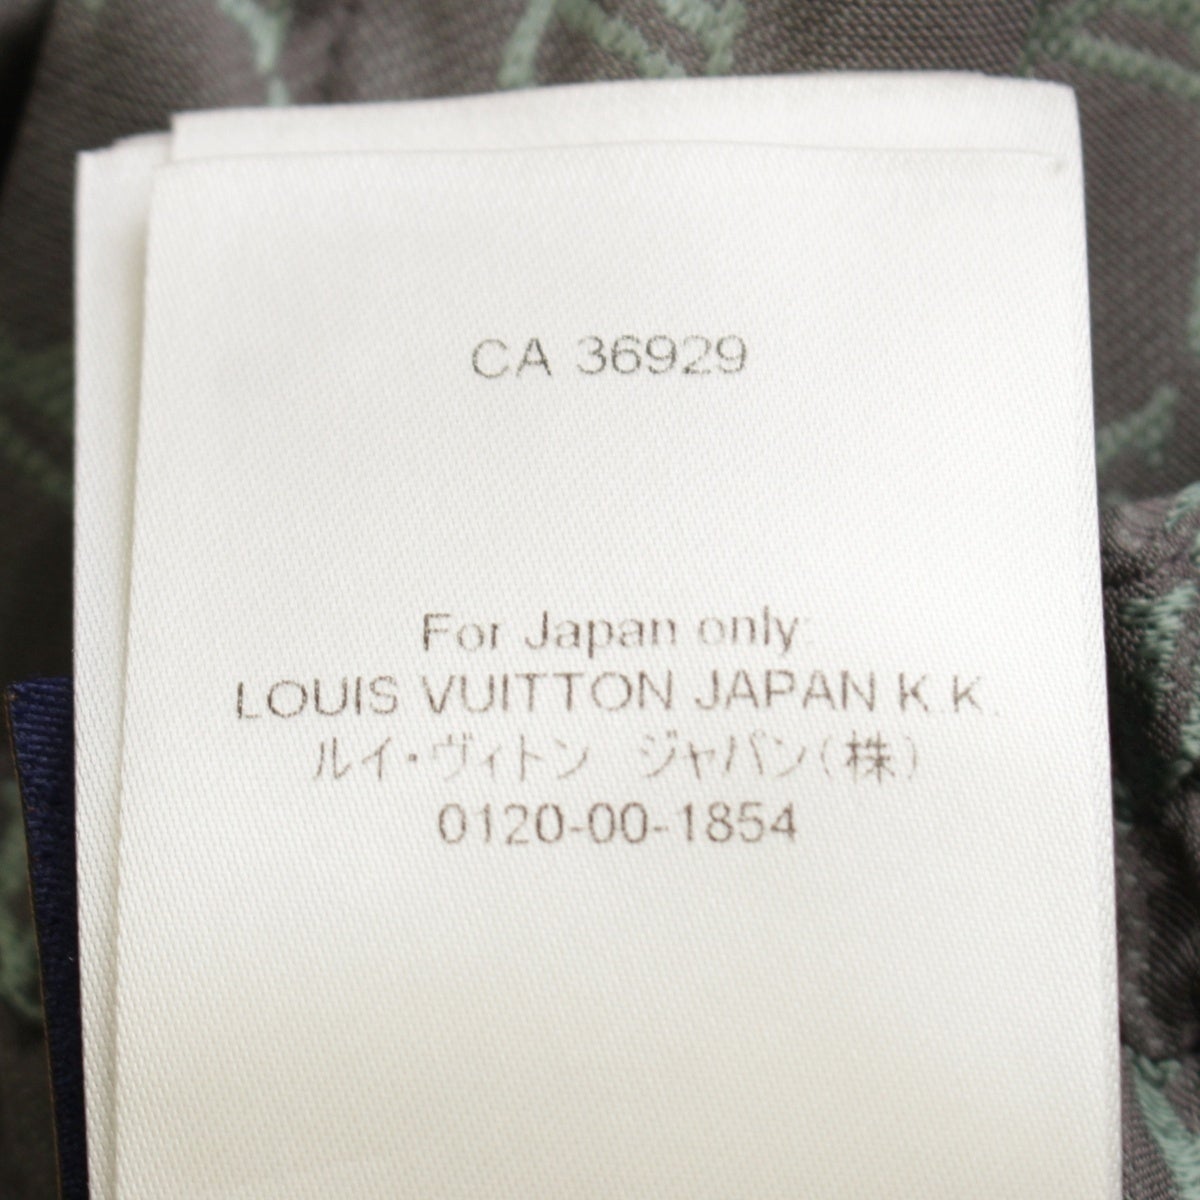 CA 36929
For Japan only:
LOUIS VUITTON JAPAN K.K.
ルイ・ヴィトン　ジャパン(株)
0120-00-1854